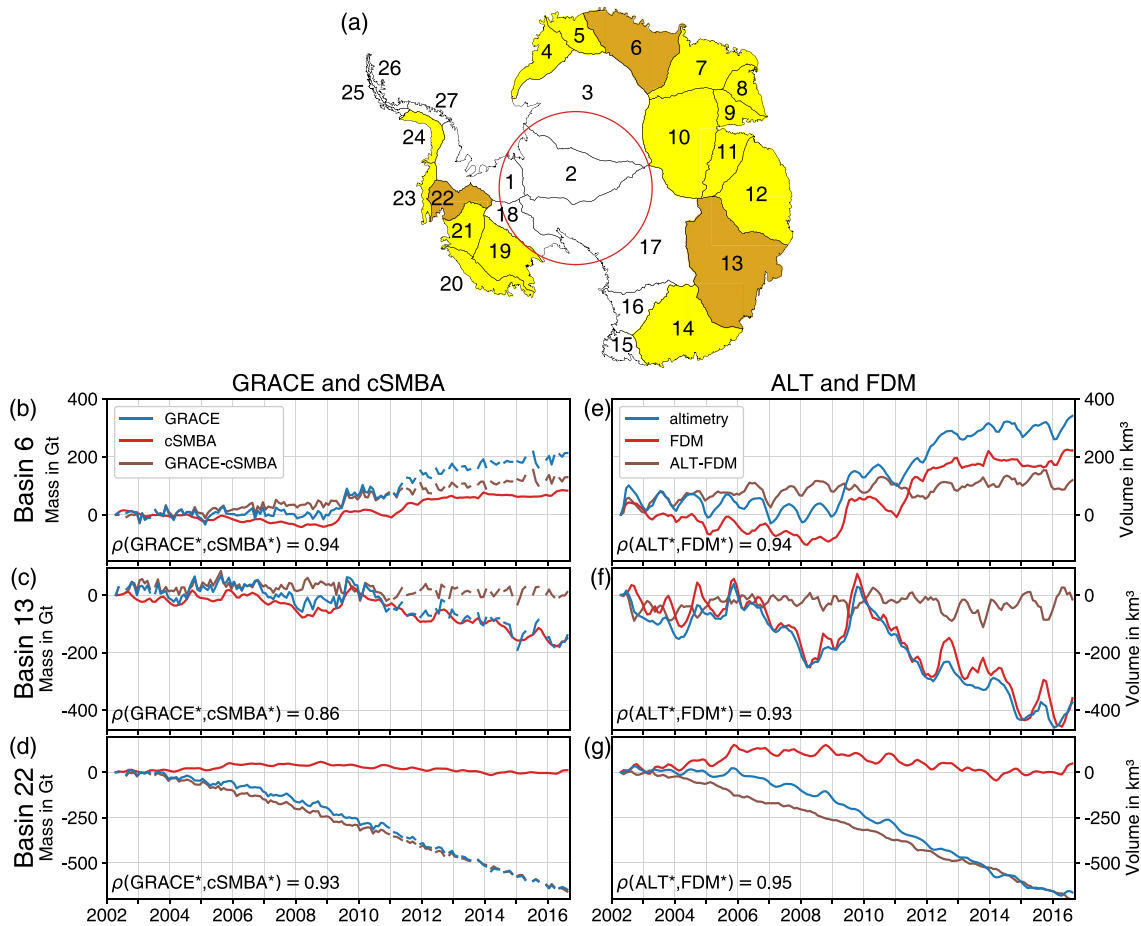 (a)
5
4
6
7
26
3
8
25
27
9
24
10
11
2
1
12
23
22
18
21
17
19
13
20
16
14
15
GRACE and cSMBA
ALT and FDM
(b)
Basin 6
Mass in Gt
400
200
0
GRACE
cSMBA
GRACE-cSMBA
ρ(GRACE*,cSMBA*) = 0.94
(e)
altimetry
FDM
ALT-FDM
ρ(ALT*,FDM*) = 0.94
400
200
0
Volume in km³
(c)
Basin 13
Mass in Gt
0
-200
-400
ρ(GRACE*,cSMBA*) = 0.86
(f)
ρ(ALT*,FDM*) = 0.93
0
-200
-400
Volume in km³
(d)
Basin 22
Mass in Gt
0
-250
-500
ρ(GRACE*,cSMBA*) = 0.93
(g)
ρ(ALT*,FDM*) = 0.95
0
-250
-500
Volume in km³
2002 2004 2006 2008 2010 2012 2014 2016
2002 2004 2006 2008 2010 2012 2014 2016